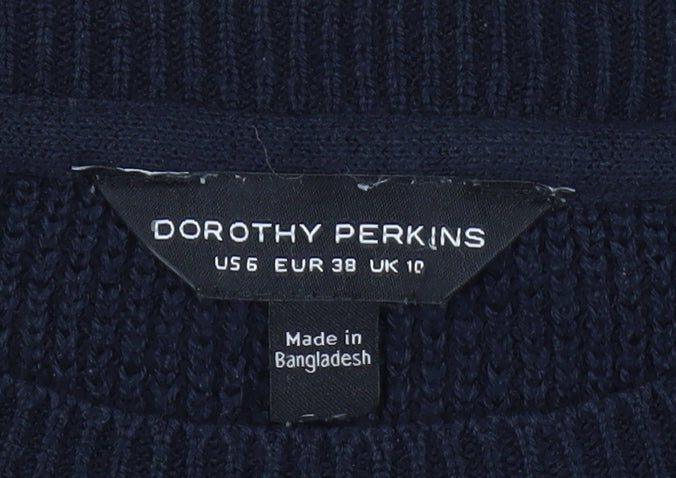 DOROTHY PERKINS
US 6 EUR 38 UK 10
Made in
Bangladesh